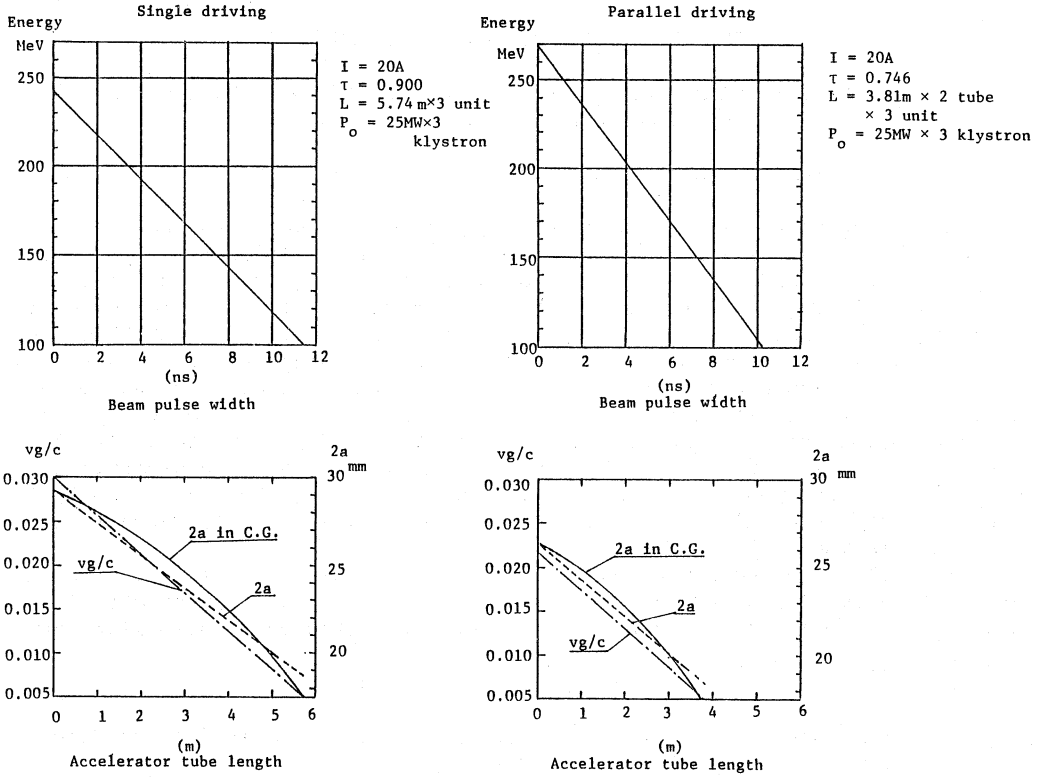 Single driving
Energy
MeV
250
200
150
100
0 2 4 6 8 10 12
(ns)
Beam pulse width
I = 20A
τ = 0.900
L = 5.74m×3 unit
Po = 25MW×3
klystron
Parallel driving
Energy
MeV
250
200
150
100
0 2 4 6 8 10 12
(ns)
Beam pulse width
I = 20A
τ = 0.746
L = 3.81m × 2 tube
× 3 unit
Po = 25MW × 3 klystron
vg/c
0.030
0.025
0.020
0.015
0.010
0.005
2a
30 mm
25
20
2a in C.G.
vg/c
2a
0 1 2 3 4 5 6
(m)
Accelerator tube length
vg/c
0.030
0.025
0.020
0.015
0.010
0.005
2a
30 mm
25
20
2a in C.G.
2a
vg/c
0 1 2 3 4 5 6
(m)
Accelerator tube length